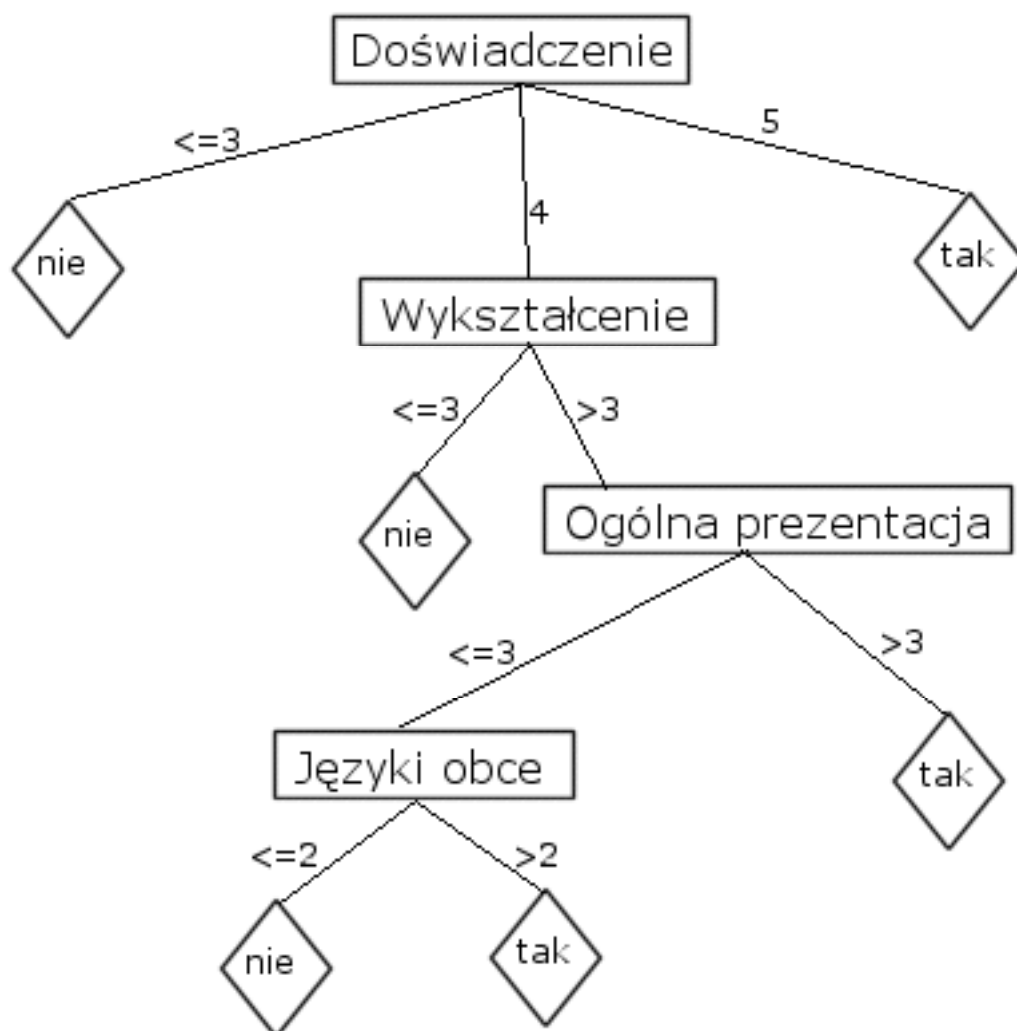 Doświadczenie
<=3
5
4
nie
tak
Wykształcenie
<=3
>3
nie
Ogólna prezentacja
<=3
>3
Języki obce
tak
<=2
>2
nie
tak